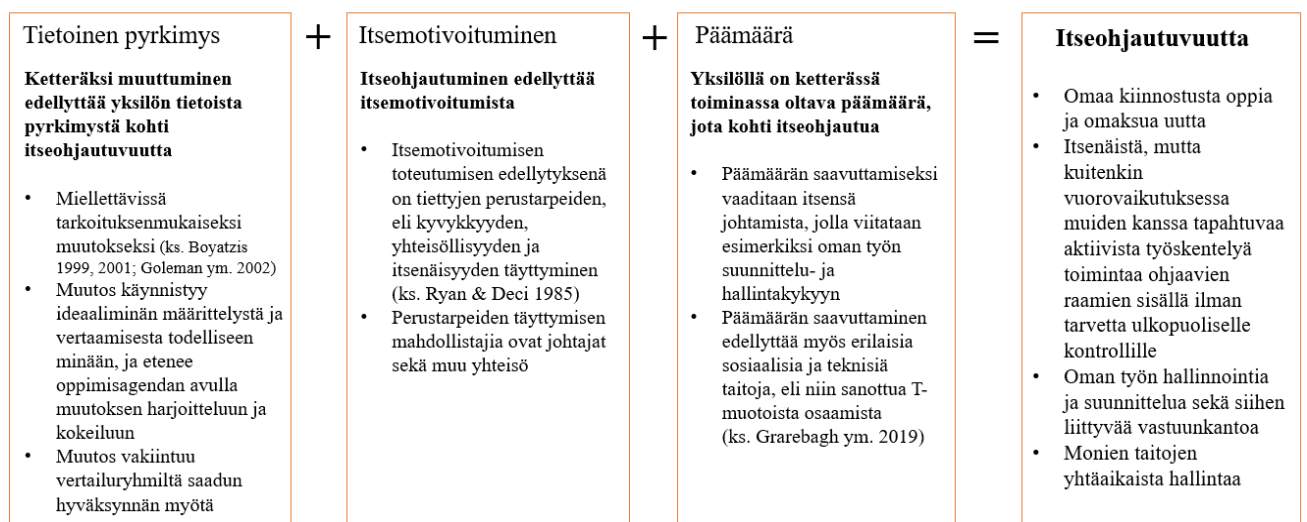 Tietoinen pyrkimys
Ketteräksi muuttuminen
edellyttää yksilön tietoista
pyrkimystä kohti
itseohjautuvuutta
• Miellettävissä
tarkoituksenmukaiseksi
muutokseksi (ks. Boyatzis
1999, 2001; Goleman ym. 2002)
• Muutos käynnistyy
ideaaliminän määrittelystä ja
vertaamisesta todelliseen
minään, ja etenee
oppimisagendan avulla
muutoksen harjoitteluun ja
kokeiluun
• Muutos vakiintuu
vertailuryhmiltä saadun
hyväksynnän myötä
+
Itsemotivoituminen
Itseohjautuminen edellyttää
itsemotivoitumista
• Itsemotivoitumisen
toteutumisen edellytyksenä
on tiettyjen perustarpeiden,
eli kyvykkyyden,
yhteisöllisyyden ja
itsenäisyyden täyttyminen
(ks. Ryan & Deci 1985)
• Perustarpeiden täyttymisen
mahdollistajia ovat johtajat
sekä muu yhteisö
+
Päämäärä
Yksilöllä on ketterässä
toiminassa oltava päämäärä,
jota kohti itseohjautua
• Päämäärän saavuttamiseksi
vaaditaan itsensä
johtamista, jolla viitataan
esimerkiksi oman työn
suunnittelu- ja
hallintakykyyn
• Päämäärän saavuttaminen
edellyttää myös erilaisia
sosiaalisia ja teknisiä
taitoja, eli niin sanottua T-
muotoista osaamista
(ks. Grarebagh ym. 2019)
=
Itseohjautuvuutta
• Omaa kiinnostusta oppia
ja omaksua uutta
• Itsenäistä, mutta
kuitenkin
vuorovaikutuksessa
muiden kanssa tapahtuvaa
aktiivista työskentelyä
toimintaa ohjaavien
raamien sisällä ilman
tarvetta ulkopuoliselle
kontrollille
• Oman työn hallinnointia
ja suunnittelua sekä siihen
liittyvää vastuunkantoa
• Monien taitojen
yhtäaikaista hallintaa